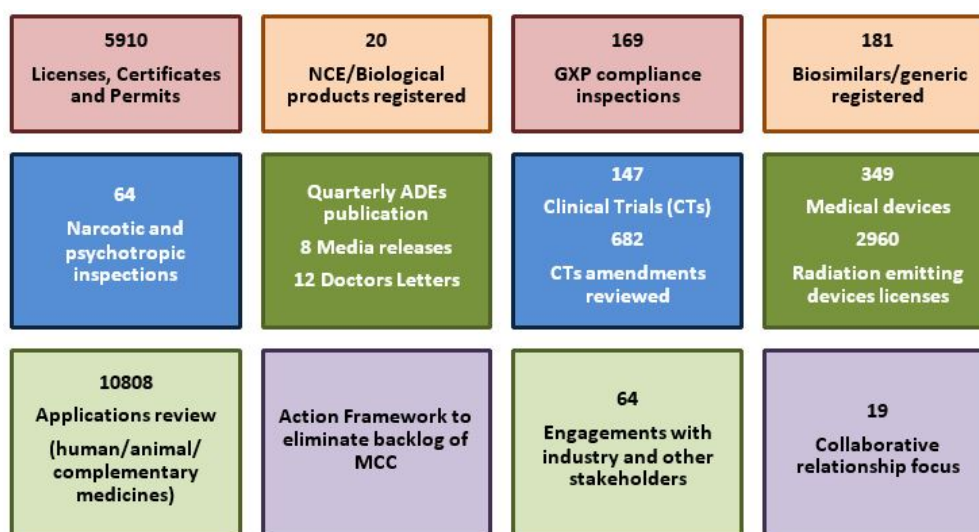 5910
Licenses, Certificates
and Permits
20
NCE/Biological
products registered
169
GXP compliance
inspections
181
Biosimilars/generic
registered
64
Narcotic and
psychotropic
inspections
Quarterly ADEs
publication
8 Media releases
12 Doctors Letters
147
Clinical Trials (CTs)
682
CTs amendments
reviewed
349
Medical devices
2960
Radiation emitting
devices licenses
10808
Applications review
(human/animal/
complementary
medicines)
Action Framework to
eliminate backlog of
MCC
64
Engagements with
industry and other
stakeholders
19
Collaborative
relationship focus